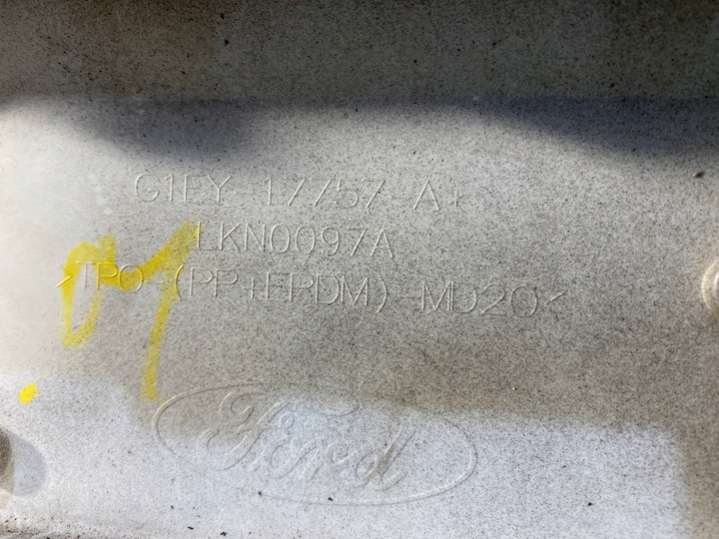 G1EY 17757 A
LKN0097A
>TPO-(PP+EPDM)-MD20<
Ford